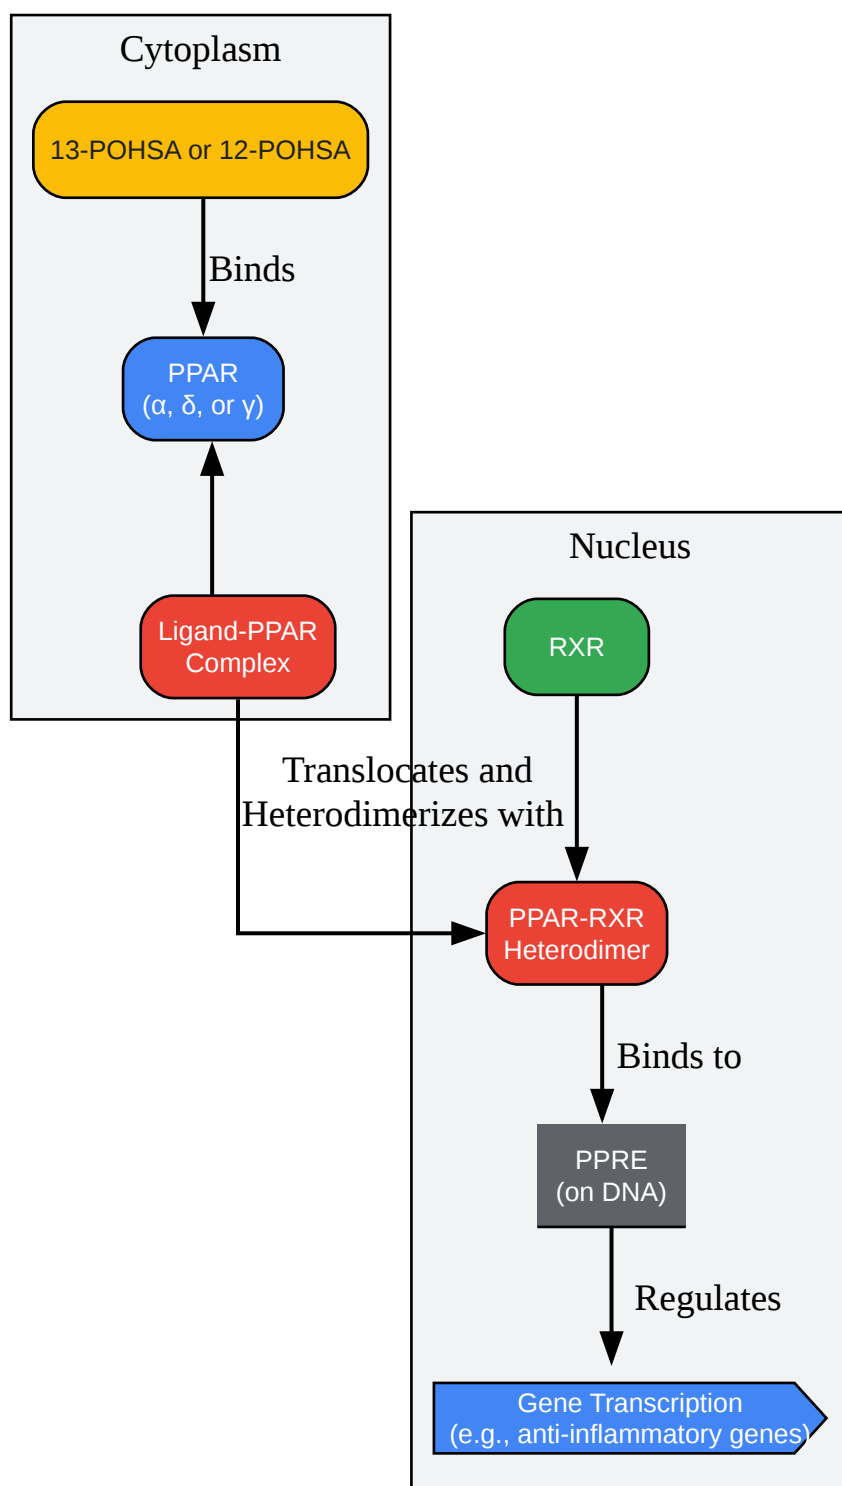 Cytoplasm
13-POHSA or 12-POHSA
Binds
PPAR
(α, δ, or γ)
Ligand-PPAR
Complex
Nucleus
RXR
Translocates and
Heterodimerizes with
PPAR-RXR
Heterodimer
Binds to
PPRE
(on DNA)
Regulates
Gene Transcription
(e.g., anti-inflammatory genes)